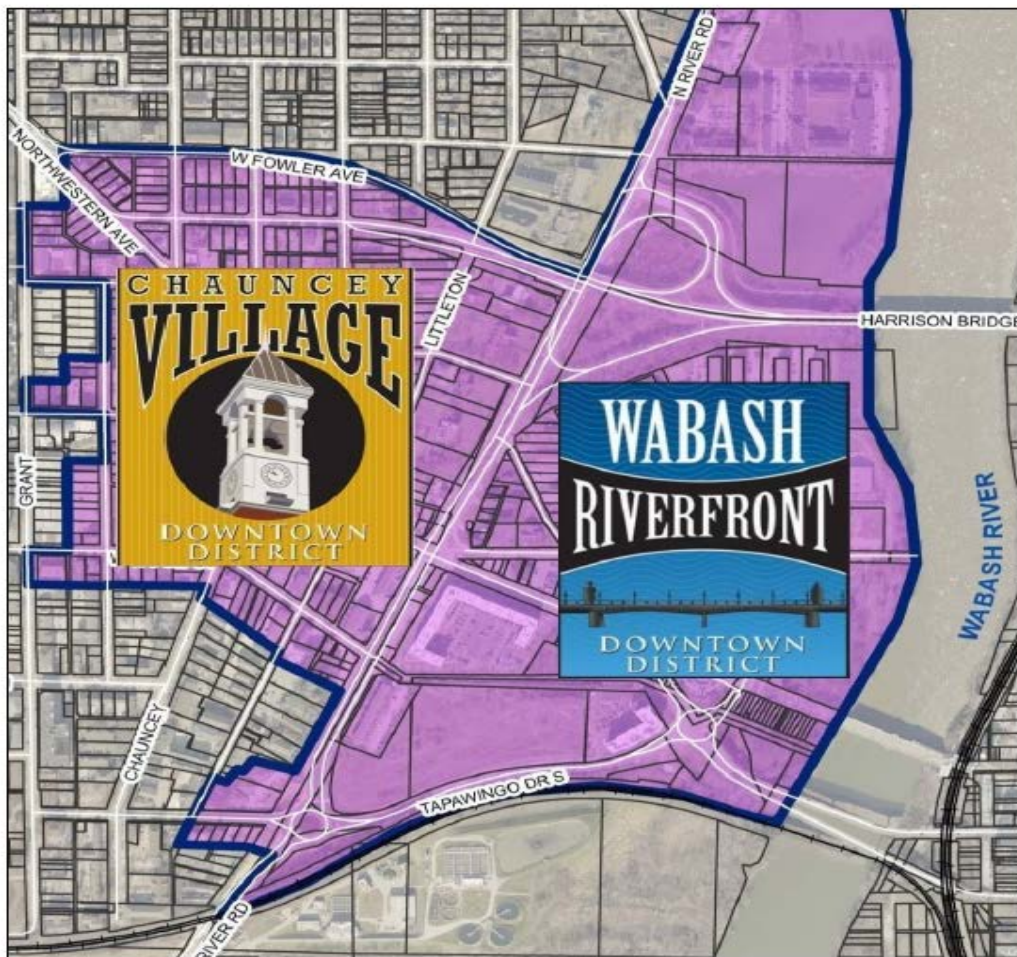 N RIVER RD
NORTHWESTERN AVE
W FOWLER AVE
CHAUNCEY
VILLAGE
DOWNTOWN
DISTRICT
LITTLETON
HARRISON BRIDGE
WABASH
RIVERFRONT
DOWNTOWN
DISTRICT
GRANT
WABASH RIVER
CHAUNCEY
TAPAWINGO DR S
RIVER RD